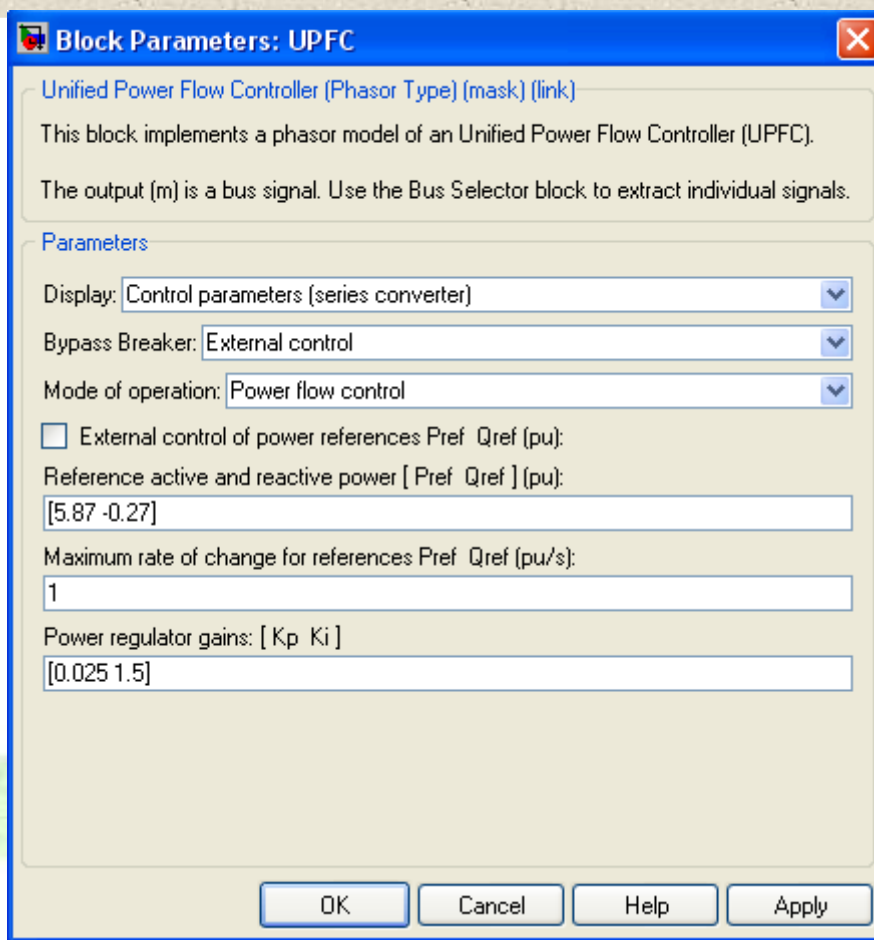 Block Parameters: UPFC
Unified Power Flow Controller (Phasor Type) (mask) (link)
This block implements a phasor model of an Unified Power Flow Controller (UPFC).
The output (m) is a bus signal. Use the Bus Selector block to extract individual signals.
Parameters
Display: Control parameters (series converter)
Bypass Breaker: External control
Mode of operation: Power flow control
External control of power references Pref  Qref (pu):
Reference active and reactive power [ Pref  Qref ] (pu):
[5.87 -0.27]
Maximum rate of change for references Pref  Qref (pu/s):
1
Power regulator gains: [ Kp  Ki ]
[0.025 1.5]
OK Cancel Help Apply